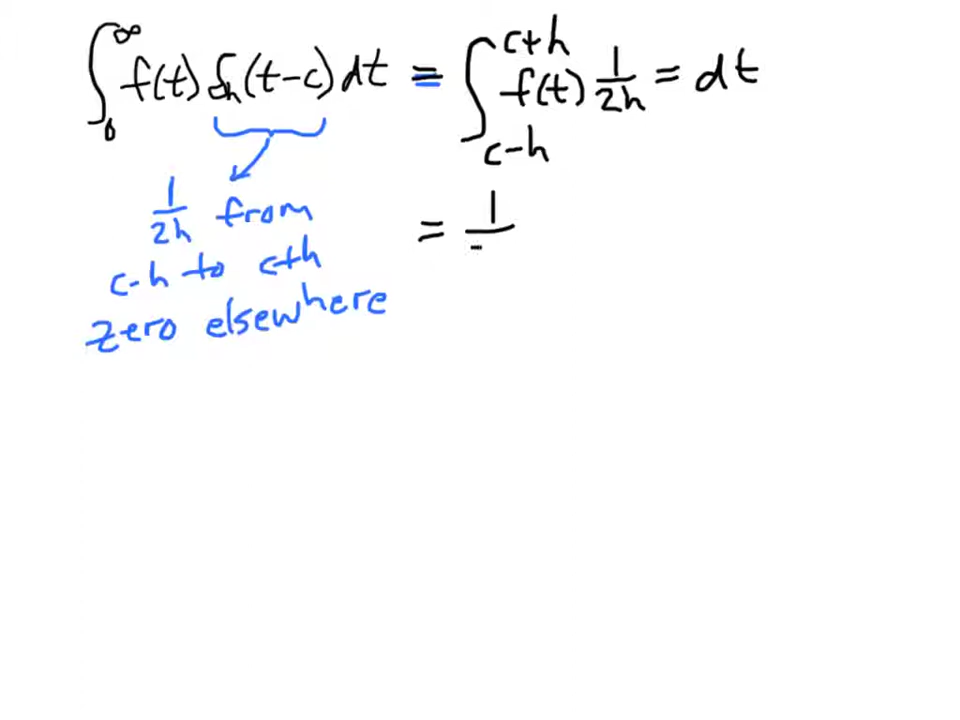 ∫₀^∞ f(t) δₕ(t-c) dt = ∫_{c-h}^{c+h} f(t) 1/2h = dt
1/2h from
c-h to c+h
zero elsewhere
= 1/-